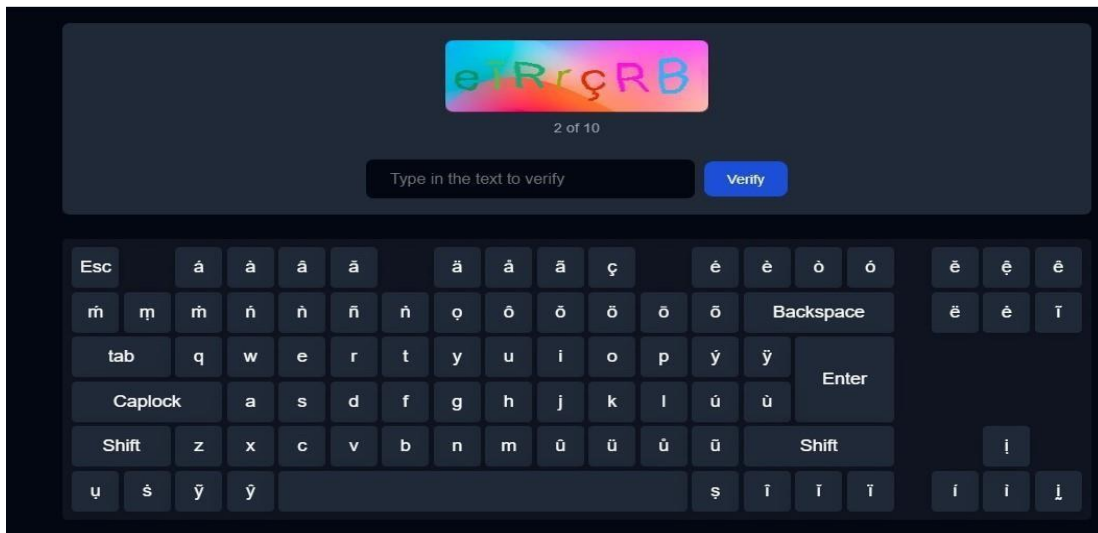 2 of 10
Type in the text to verify Verify
Esc á à â ā ä å ã ç é è ò ó ě ệ ê
ḿ ṃ ṁ ń ǹ ñ ṅ ọ ô ŏ ö ō õ Backspace ë ė ī
tab q w e r t y u i o p ý ÿ Enter
Caplock a s d f g h j k l ú ù
Shift z x c v b n m û ü ů ũ Shift ị
ụ ṡ ȳ ŷ ṣ î ĭ ï í ì į